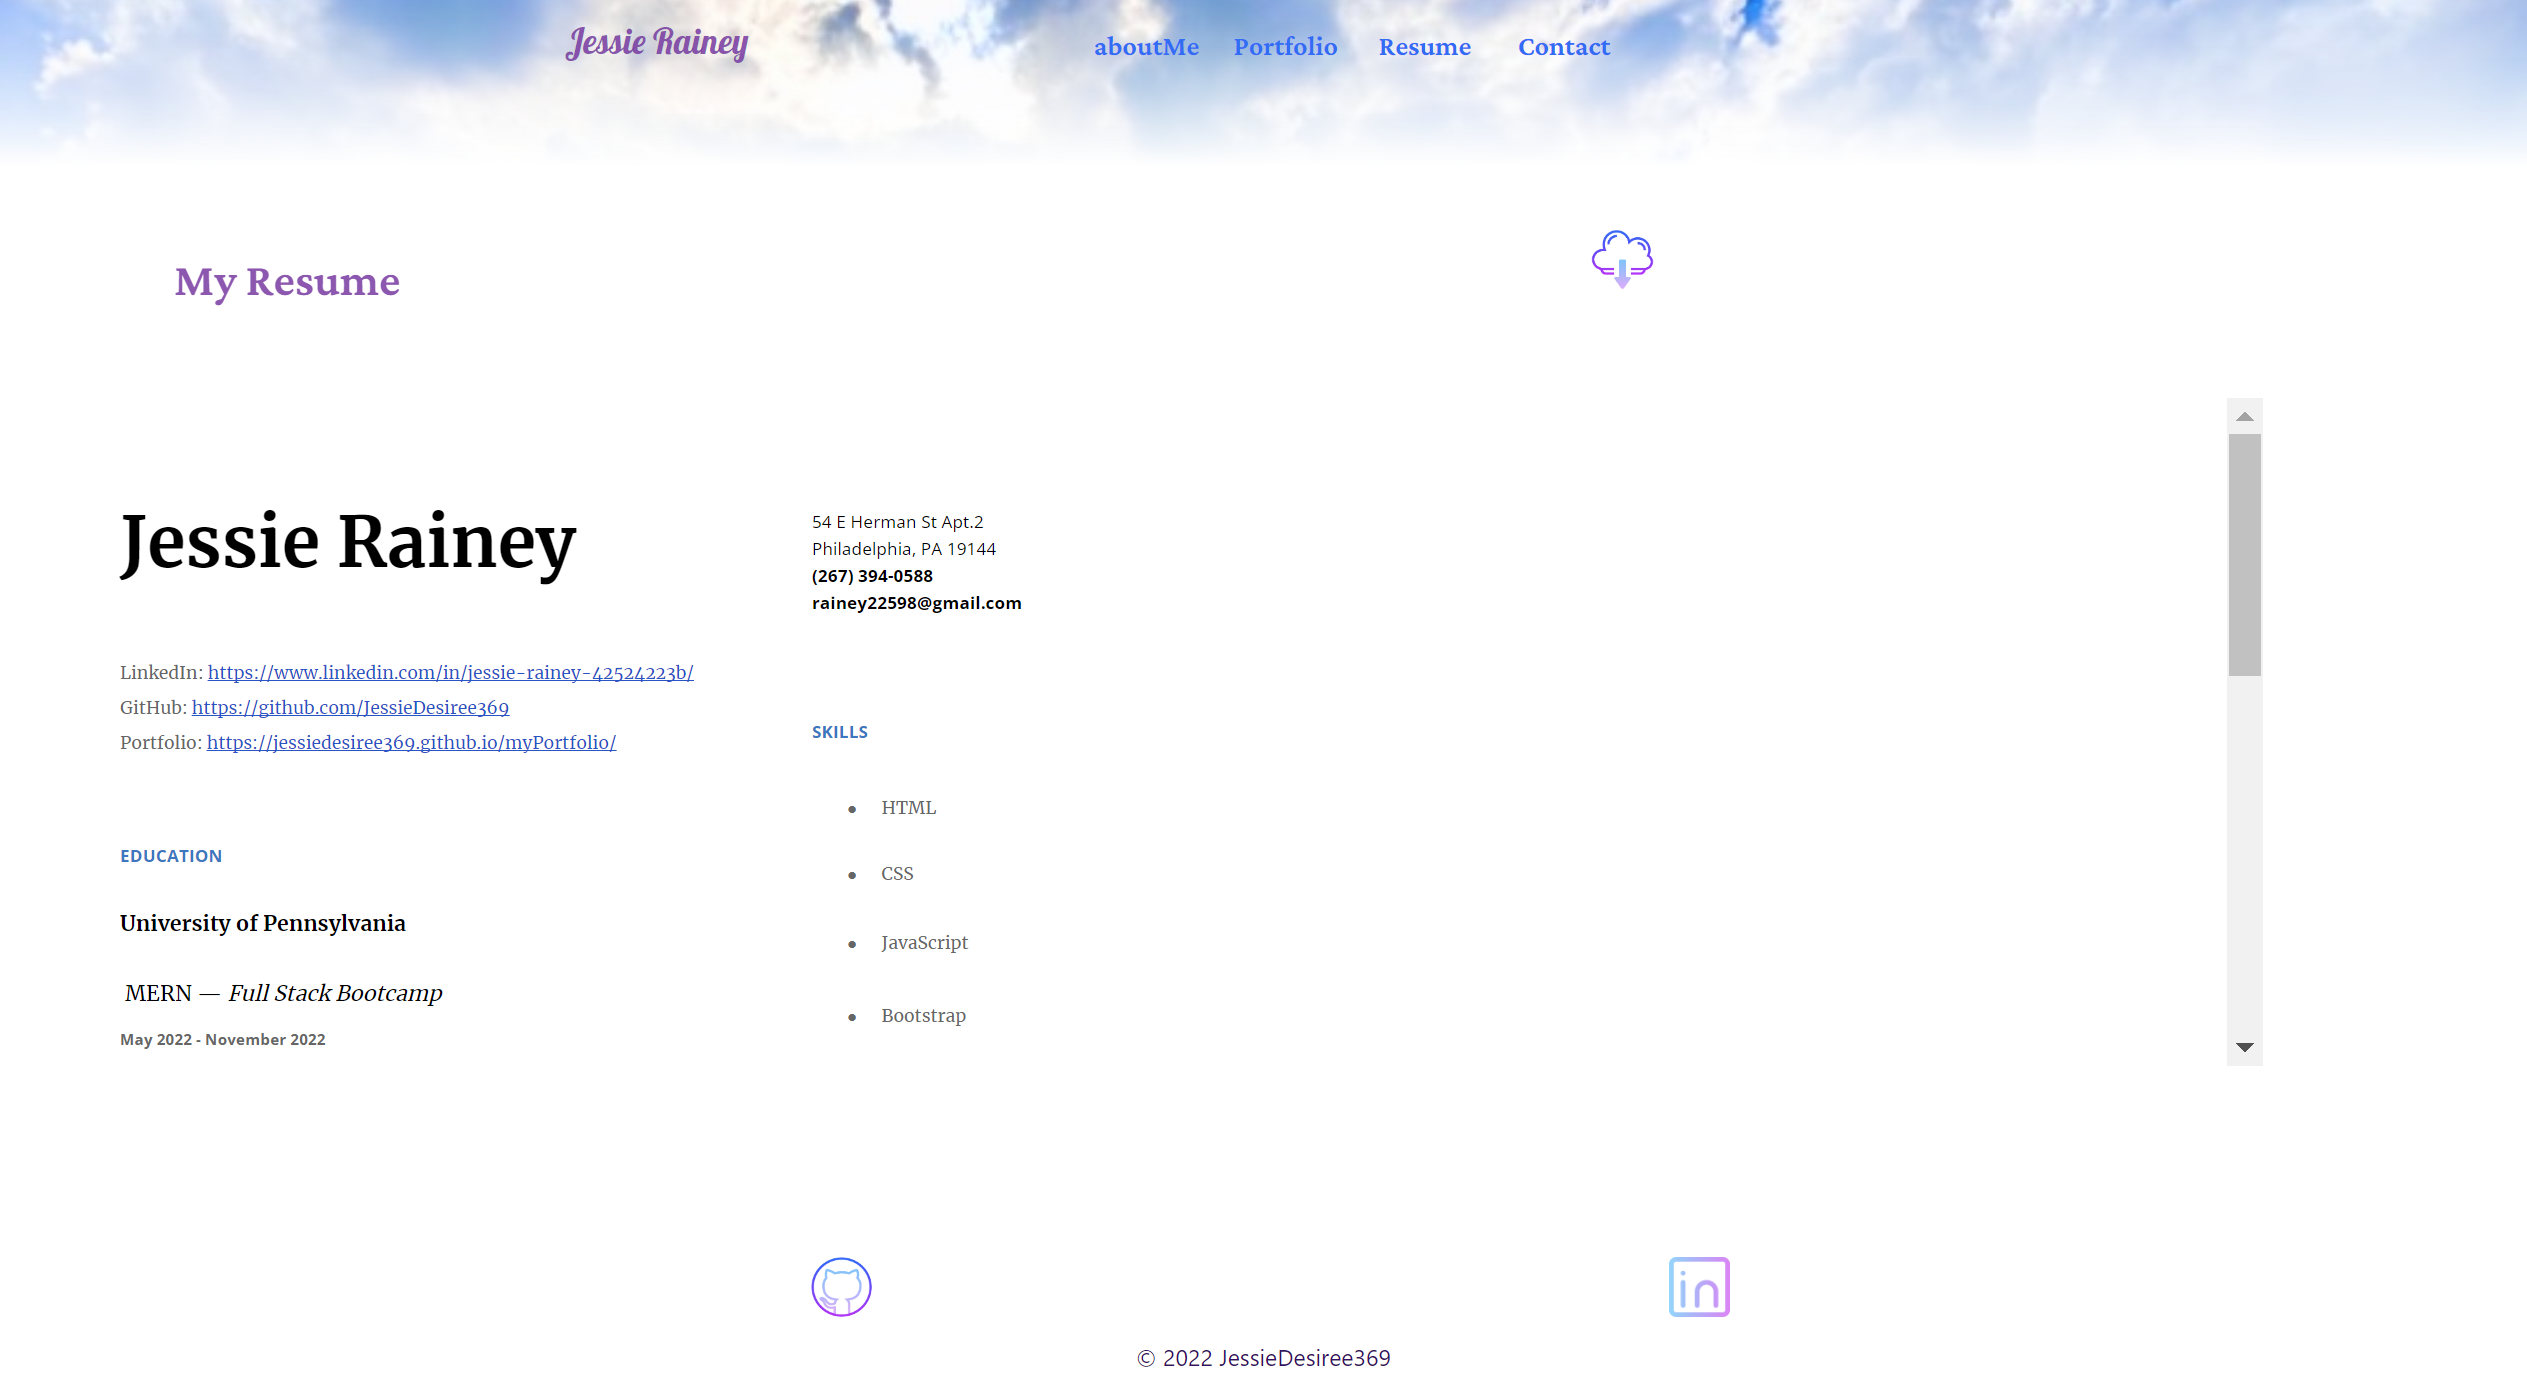 Jessie Rainey
aboutMe Portfolio Resume Contact
My Resume
Jessie Rainey
LinkedIn: https://www.linkedin.com/in/jessie-rainey-42524223b/
GitHub: https://github.com/JessieDesiree369
Portfolio: https://jessiedesiree369.github.io/myPortfolio/
EDUCATION
University of Pennsylvania
MERN — Full Stack Bootcamp
May 2022 - November 2022
54 E Herman St Apt.2
Philadelphia, PA 19144
(267) 394-0588
rainey22598@gmail.com
SKILLS
● HTML
● CSS
● JavaScript
● Bootstrap
in
© 2022 JessieDesiree369